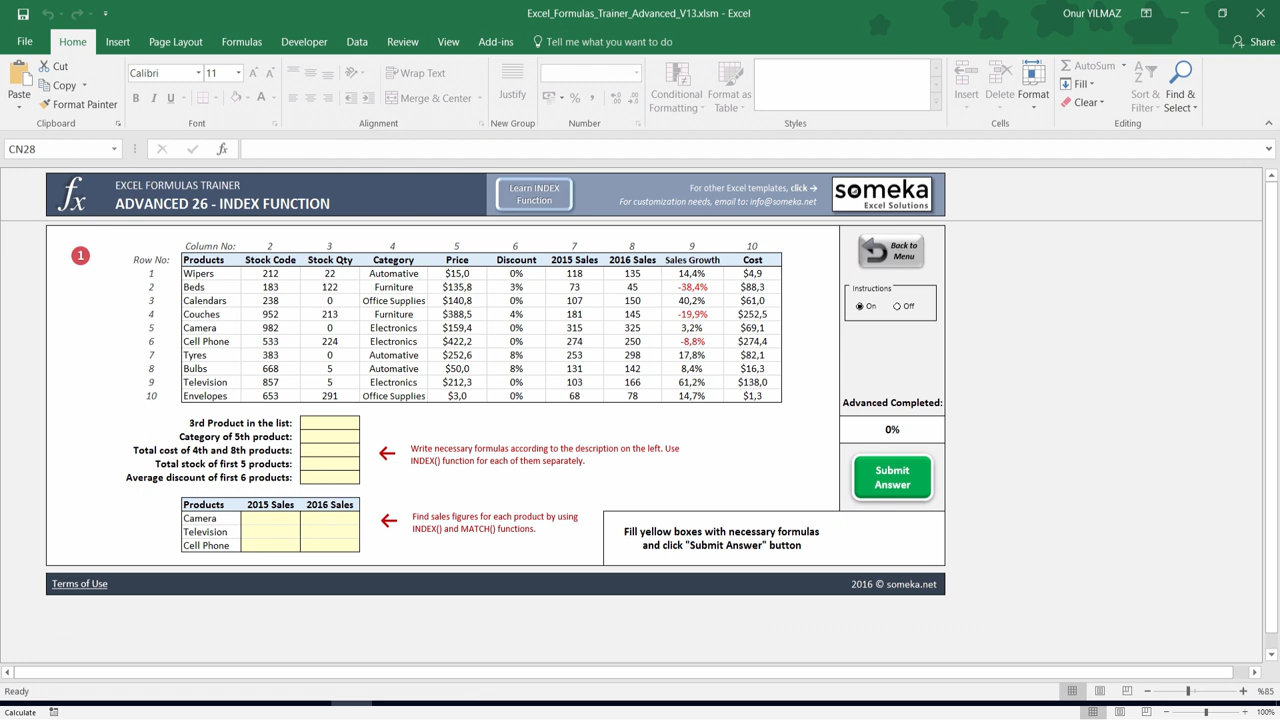 Excel_Formulas_Trainer_Advanced_V13.xlsm - Excel
Onur YILMAZ
File Home Insert Page Layout Formulas Developer Data Review View Add-ins Tell me what you want to do Share
Paste Cut Copy Format Painter
Calibri 11
Wrap Text
Merge & Center
Justify
Conditional Formatting
Format as Table
Insert Delete Format
AutoSum Fill Clear
Sort & Filter
Find & Select
Clipboard Font Alignment New Group Number Styles Cells Editing
CN28 fx
fx
EXCEL FORMULAS TRAINER
ADVANCED 26 - INDEX FUNCTION
Learn INDEX
Function
For other Excel templates, click →
For customization needs, email to: info@someka.net
someka
Excel Solutions
1
Column No: 2 3 4 5 6 7 8 9 10
Row No: Products Stock Code Stock Qty Category Price Discount 2015 Sales 2016 Sales Sales Growth Cost
1 Wipers 212 22 Automative $15,0 0% 118 135 14,4% $4,9
2 Beds 183 122 Furniture $135,8 3% 73 45 -38,4% $88,3
3 Calendars 238 0 Office Supplies $140,8 0% 107 150 40,2% $61,0
4 Couches 952 213 Furniture $388,5 4% 181 145 -19,9% $252,5
5 Camera 982 0 Electronics $159,4 0% 315 325 3,2% $69,1
6 Cell Phone 533 224 Electronics $422,2 0% 274 250 -8,8% $274,4
7 Tyres 383 0 Automative $252,6 8% 253 298 17,8% $82,1
8 Bulbs 668 5 Automative $50,0 8% 131 142 8,4% $16,3
9 Television 857 5 Electronics $212,3 0% 103 166 61,2% $138,0
10 Envelopes 653 291 Office Supplies $3,0 0% 68 78 14,7% $1,3
3rd Product in the list:
Category of 5th product:
Total cost of 4th and 8th products:
Total stock of first 5 products:
Average discount of first 6 products:
Write necessary formulas according to the description on the left. Use
INDEX() function for each of them separately.
Products 2015 Sales 2016 Sales
Camera
Television
Cell Phone
Find sales figures for each product by using
INDEX() and MATCH() functions.
Fill yellow boxes with necessary formulas
and click "Submit Answer" button
Back to
Menu
Instructions
On Off
Advanced Completed:
0%
Submit
Answer
Terms of Use
2016 © someka.net
Ready
%85
Calculate
100%